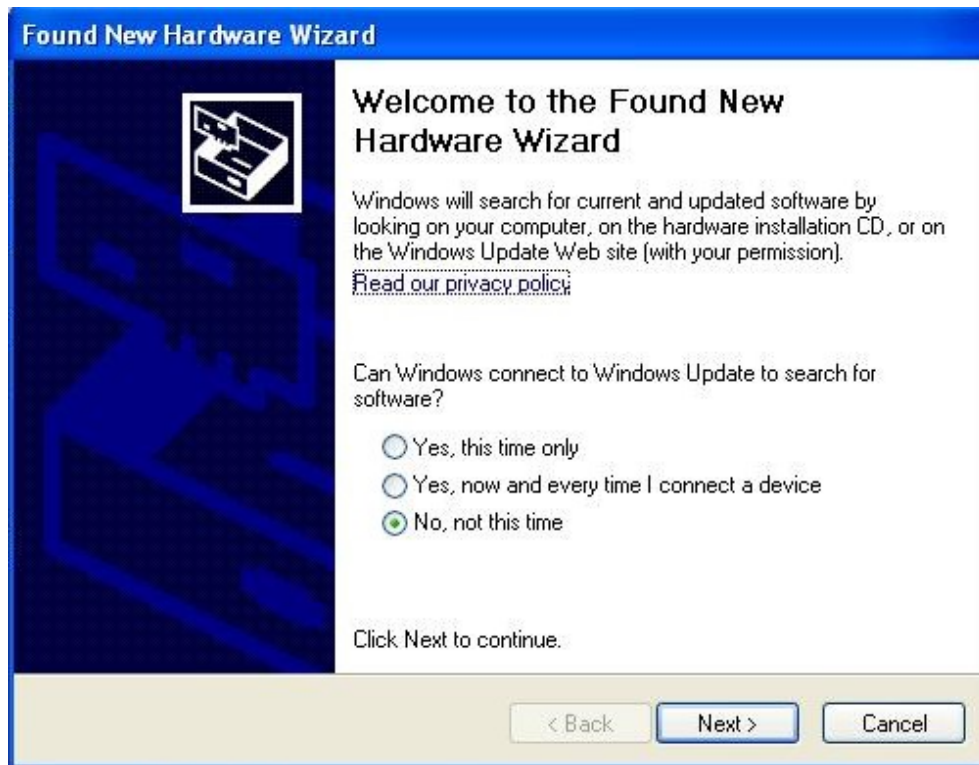 Found New Hardware Wizard
Welcome to the Found New
Hardware Wizard
Windows will search for current and updated software by
looking on your computer, on the hardware installation CD, or on
the Windows Update Web site (with your permission).
Read our privacy policy
Can Windows connect to Windows Update to search for
software?
Yes, this time only
Yes, now and every time I connect a device
No, not this time
Click Next to continue.
< Back Next > Cancel